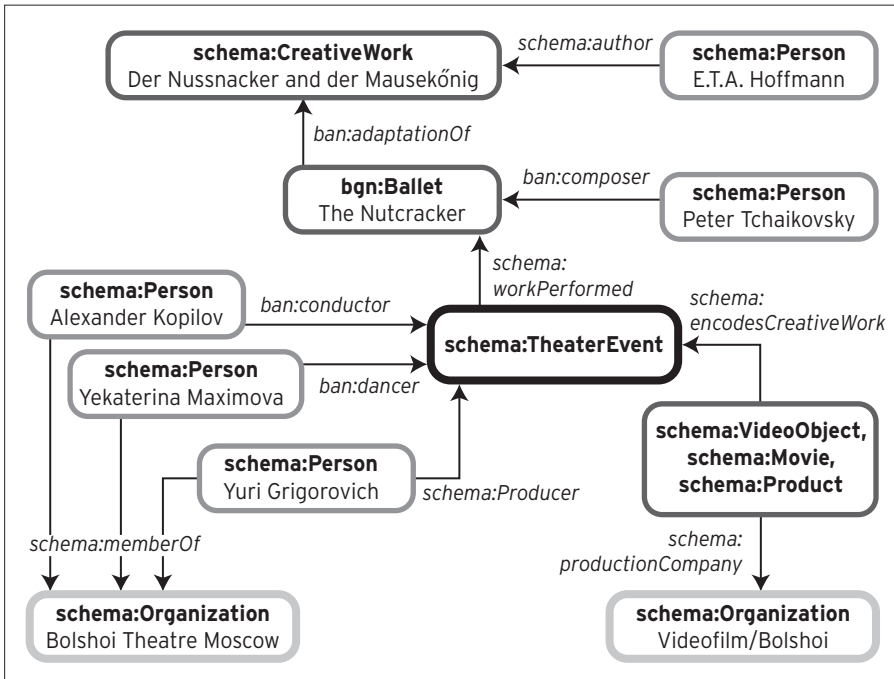 schema:CreativeWork
Der Nussnacker and der Mausekőnig
schema:author
schema:Person
E.T.A. Hoffmann
ban:adaptationOf
bgn:Ballet
The Nutcracker
ban:composer
schema:Person
Peter Tchaikovsky
schema:
workPerformed
schema:Person
Alexander Kopilov
ban:conductor
schema:TheaterEvent
schema:
encodesCreativeWork
schema:Person
Yekaterina Maximova
ban:dancer
schema:Person
Yuri Grigorovich
schema:Producer
schema:VideoObject,
schema:Movie,
schema:Product
schema:memberOf
schema:
productionCompany
schema:Organization
Bolshoi Theatre Moscow
schema:Organization
Videofilm/Bolshoi